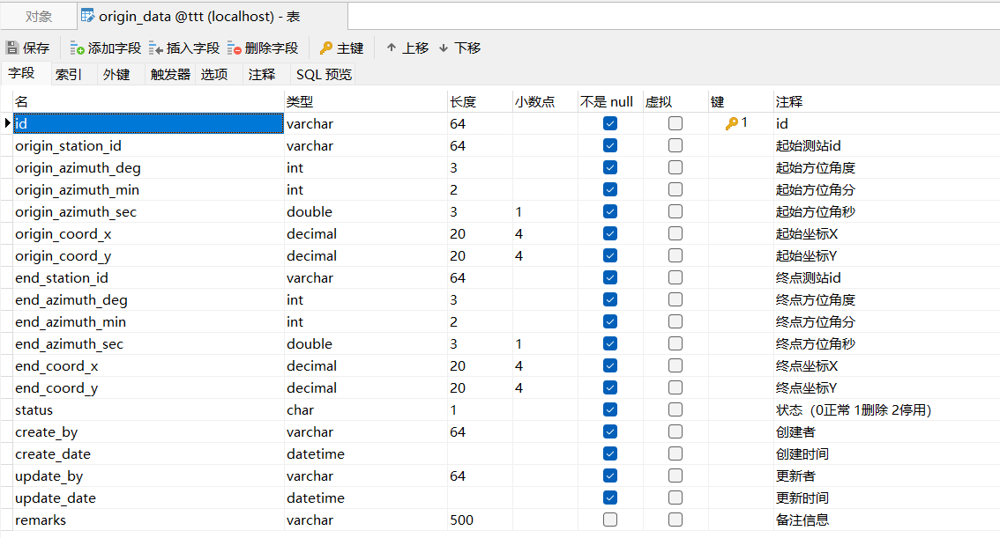 对象 origin_data @ttt (localhost) - 表
保存 添加字段 插入字段 删除字段 主键 上移 下移
字段 索引 外键 触发器 选项 注释 SQL 预览
名 类型 长度 小数点 不是 null 虚拟 键 注释
id varchar 64 1 id
origin_station_id varchar 64 起始测站id
origin_azimuth_deg int 3 起始方位角度
origin_azimuth_min int 2 起始方位角分
origin_azimuth_sec double 3 1 起始方位角秒
origin_coord_x decimal 20 4 起始坐标X
origin_coord_y decimal 20 4 起始坐标Y
end_station_id varchar 64 终点测站id
end_azimuth_deg int 3 终点方位角度
end_azimuth_min int 2 终点方位角分
end_azimuth_sec double 3 1 终点方位角秒
end_coord_x decimal 20 4 终点坐标X
end_coord_y decimal 20 4 终点坐标Y
status char 1 状态（0正常 1删除 2停用）
create_by varchar 64 创建者
create_date datetime 创建时间
update_by varchar 64 更新者
update_date datetime 更新时间
remarks varchar 500 备注信息